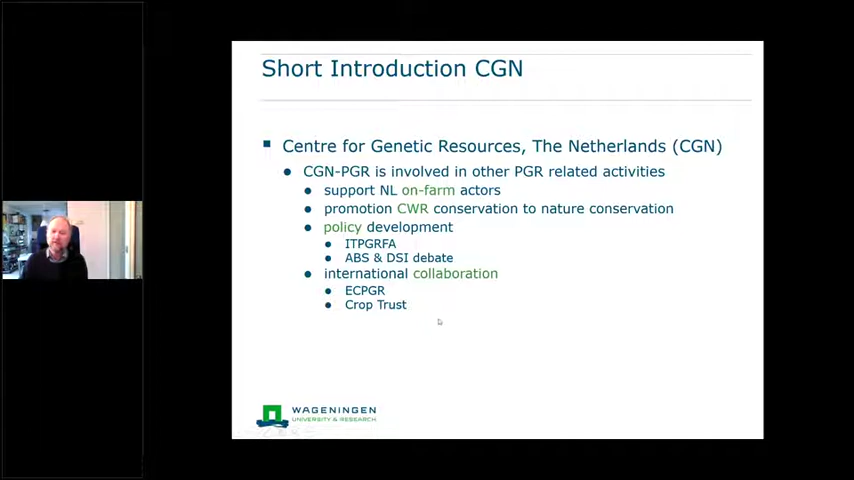 Short Introduction CGN
Centre for Genetic Resources, The Netherlands (CGN)
CGN-PGR is involved in other PGR related activities
support NL on-farm actors
promotion CWR conservation to nature conservation
policy development
ITPGRFA
ABS & DSI debate
international collaboration
ECPGR
Crop Trust
WAGENINGEN
UNIVERSITY & RESEARCH